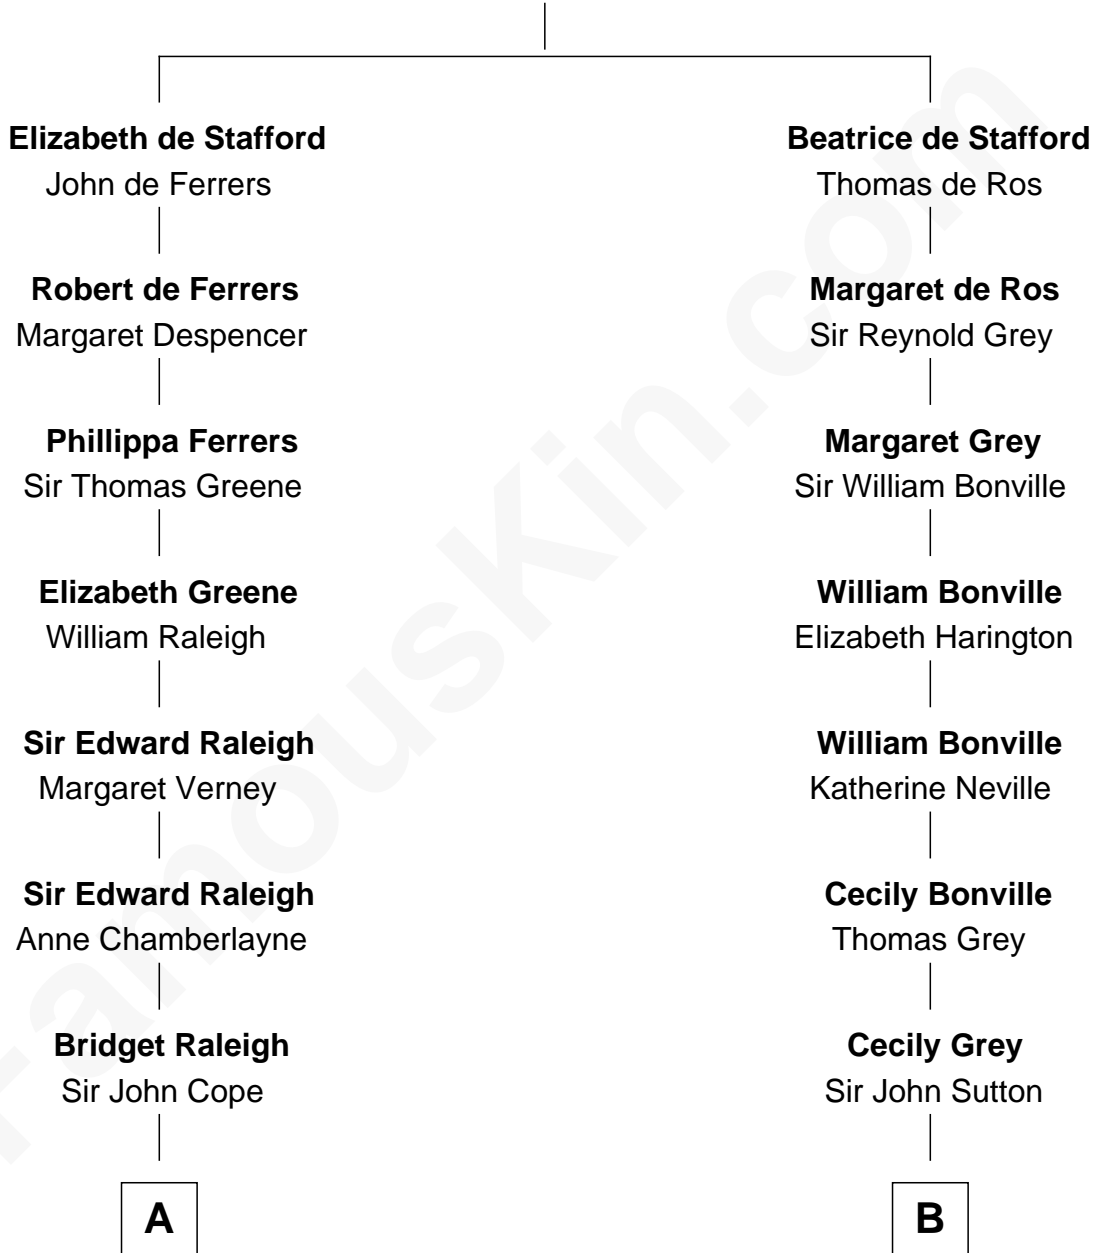 Elizabeth de Stafford
John de Ferrers
Robert de Ferrers
Margaret Despencer
Phillippa Ferrers
Sir Thomas Greene
Elizabeth Greene
William Raleigh
Sir Edward Raleigh
Margaret Verney
Sir Edward Raleigh
Anne Chamberlayne
Bridget Raleigh
Sir John Cope
A
Beatrice de Stafford
Thomas de Ros
Margaret de Ros
Sir Reynold Grey
Margaret Grey
Sir William Bonville
William Bonville
Elizabeth Harington
William Bonville
Katherine Neville
Cecily Bonville
Thomas Grey
Cecily Grey
Sir John Sutton
B
FamousKin.com